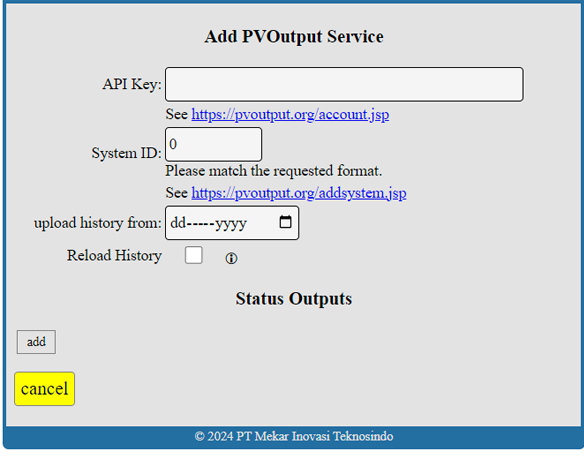 Add PVOutput Service
API Key:
See https://pvoutput.org/account.jsp
System ID: 0
Please match the requested format.
See https://pvoutput.org/addsystem.jsp
upload history from: dd-----yyyy
Reload History
Status Outputs
add
cancel
© 2024 PT Mekar Inovasi Teknosindo